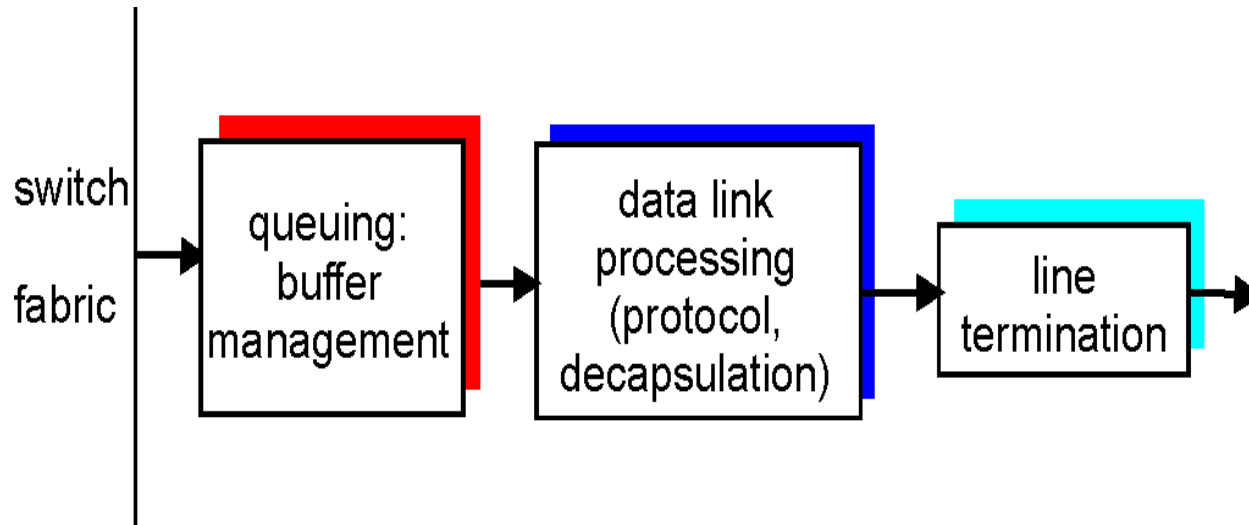 switch
fabric
queuing:
buffer
management
data link
processing
(protocol,
decapsulation)
line
termination